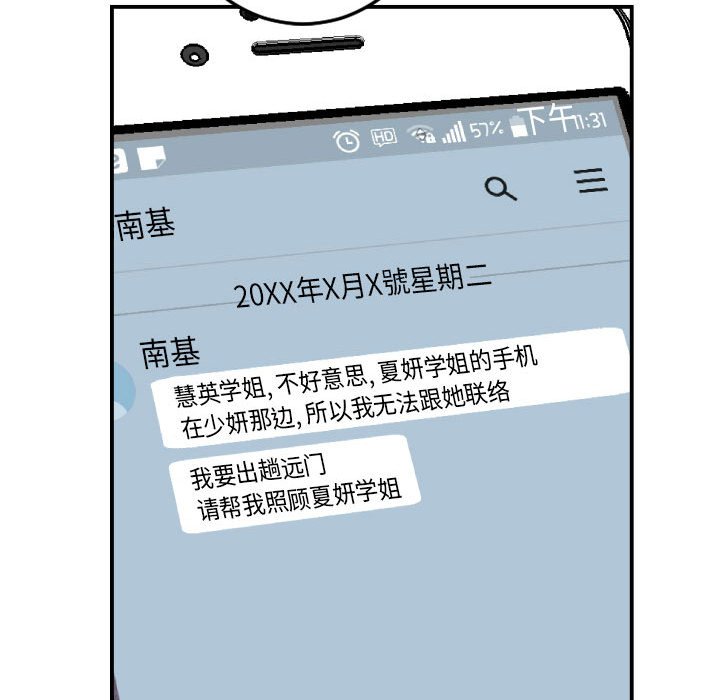 57% 下午11:31
HD
南基
20XX年X月X號星期二
南基
慧英学姐,不好意思,夏妍学姐的手机
在少妍那边,所以我无法跟她联络
我要出趟远门
请帮我照顾夏妍学姐